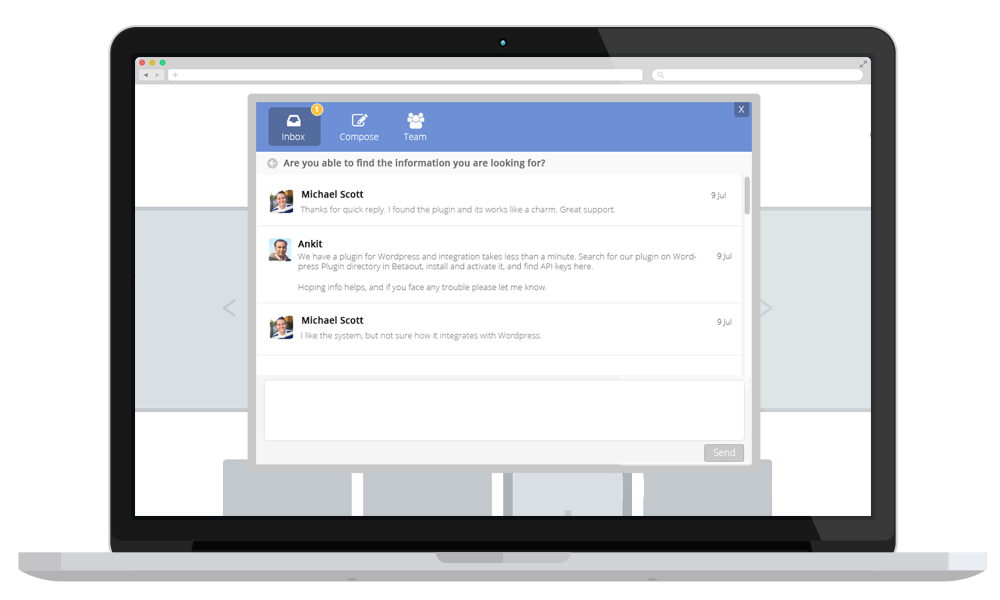 1
X
Inbox
Compose
Team
Are you able to find the information you are looking for?
Michael Scott
9 Jul
Thanks for quick reply. I found the plugin and its works like a charm. Great support.
Ankit
We have a plugin for Wordpress and integration takes less than a minute. Search for our plugin on Word-
9 Jul
press Plugin directory in Betaout, install and activate it, and find API keys here.
Hoping info helps, and if you face any trouble please let me know.
Michael Scott
9 Jul
I like the system, but not sure how it integrates with Wordpress.
Send